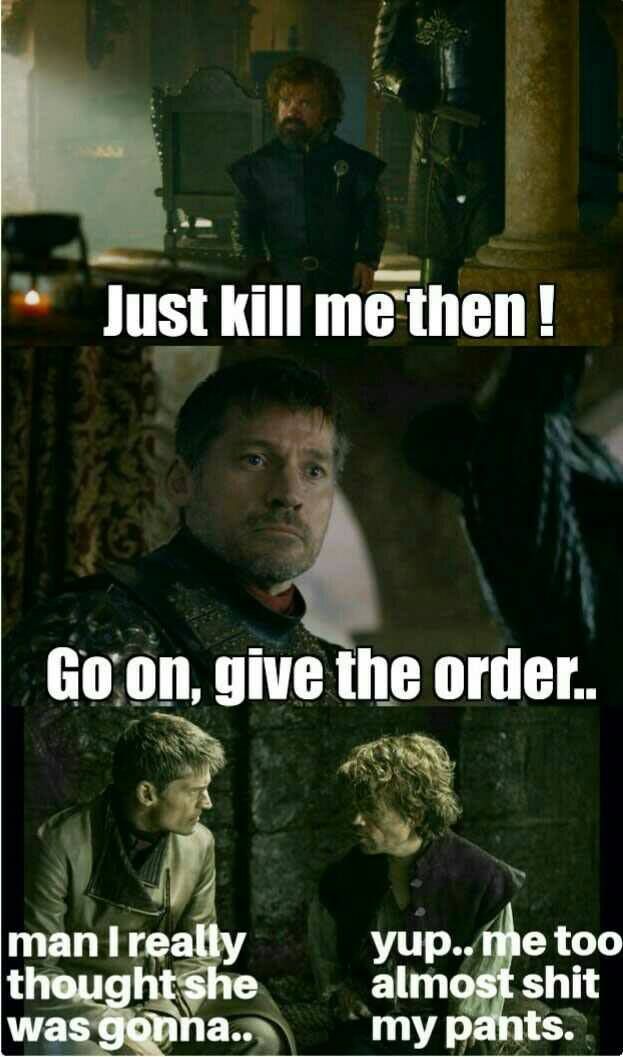 Just kill me then !
Go on, give the order..
man I really
thought she
was gonna..
yup.. me too
almost shit
my pants.